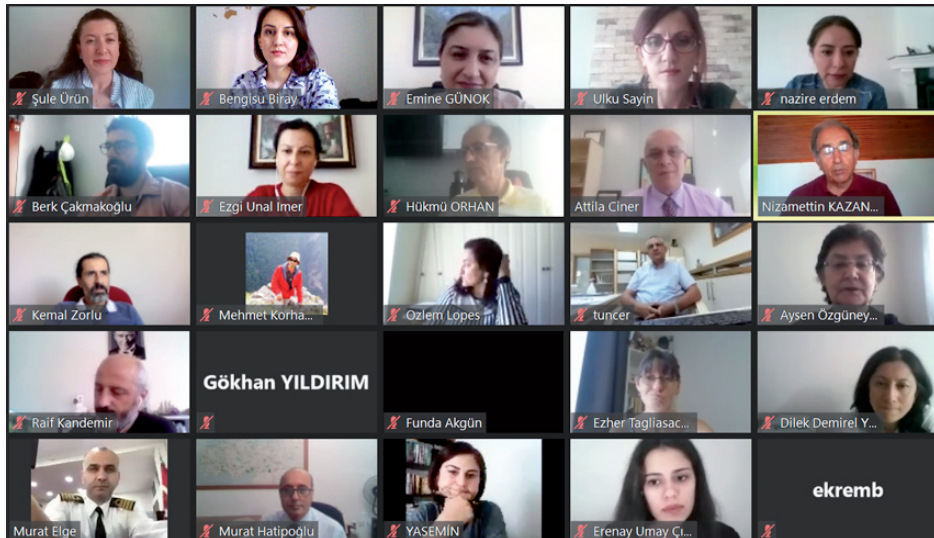 Şule Ürün
Bengisu Biray
Emine GÜNOK
Ulku Sayin
nazire erdem
Berk Çakmakoğlu
Ezgi Unal Imer
Hükmü ORHAN
Attila Ciner
Nizamettin KAZAN...
Kemal Zorlu
Mehmet Korha...
Ozlem Lopes
tuncer
Aysen Özgüney...
Raif Kandemir
Gökhan YILDIRIM
Funda Akgün
Ezher Tagliasac...
Dilek Demirel Y...
Murat Elge
Murat Hatipoğlu
YASEMİN
Erenay Umay Çı...
ekremb